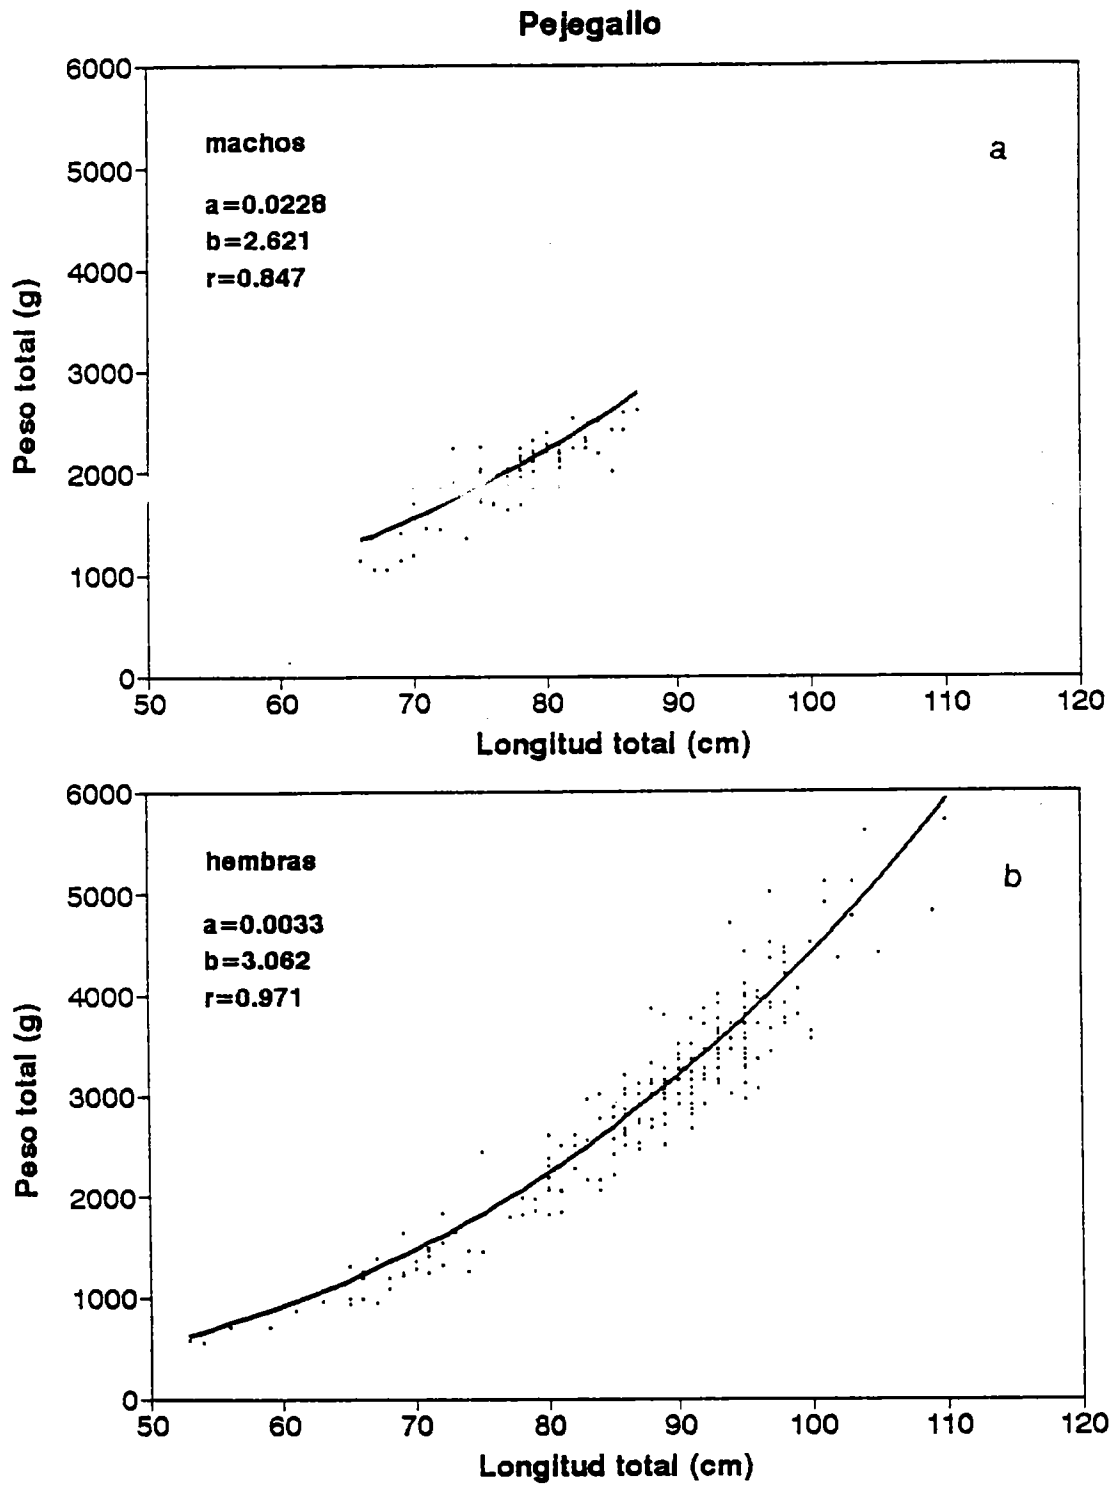 Pejegallo
6000
5000
4000
3000
2000
1000
0
Peso total (g)
machos
a=0.0228
b=2.621
r=0.847
a
50 60 70 80 90 100 110 120
Longitud total (cm)
6000
5000
4000
3000
2000
1000
0
Peso total (g)
hembras
a=0.0033
b=3.062
r=0.971
b
50 60 70 80 90 100 110 120
Longitud total (cm)